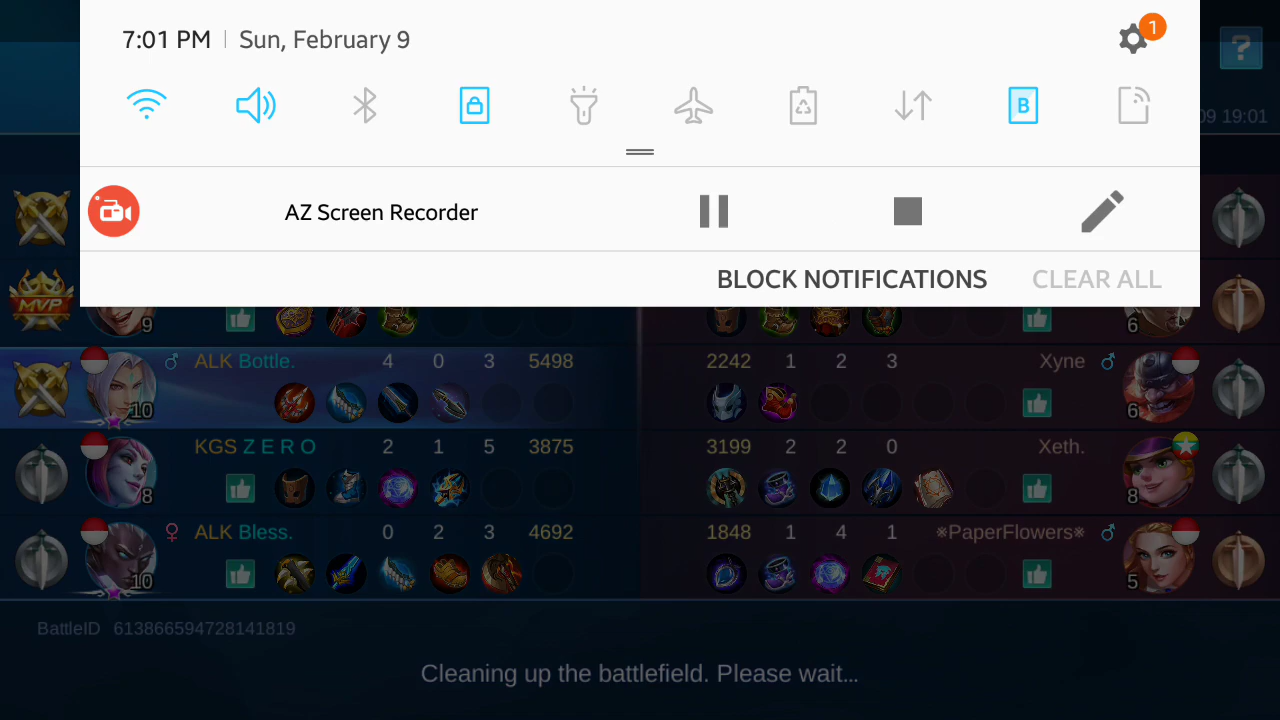 7:01 PM | Sun, February 9
1
?
B
09 19:01
AZ Screen Recorder
BLOCK NOTIFICATIONS CLEAR ALL
MVP
9 6
ALK Bottle. 4 0 3 5498 2242 1 2 3 Xyne
10 6
KGS Z E R O 2 1 5 3875 3199 2 2 0 Xeth.
8 8
ALK Bless. 0 2 3 4692 1848 1 4 1 ※PaperFlowers※
10 5
BattleID 613866594728141819
Cleaning up the battlefield. Please wait...